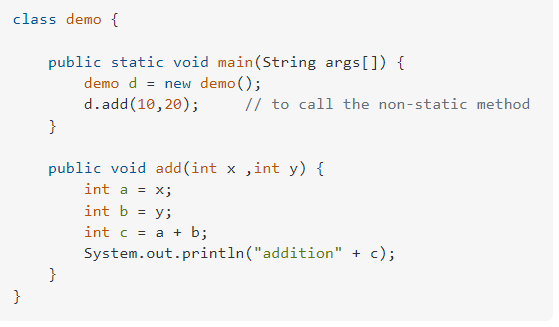 class demo {
public static void main(String args[]) {
demo d = new demo();
d.add(10,20);     // to call the non-static method
}
public void add(int x ,int y) {
int a = x;
int b = y;
int c = a + b;
System.out.println("addition" + c);
}
}